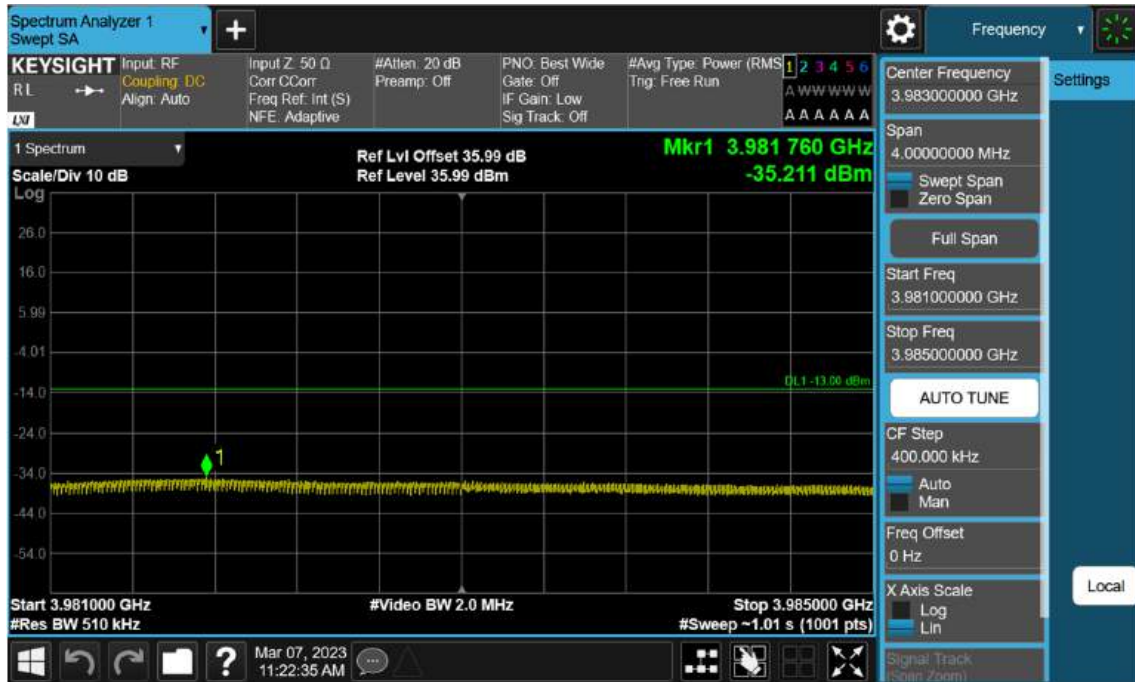 Spectrum Analyzer 1
Swept SA
+
Frequency
KEYSIGHT
RL
LXI
Input: RF
Coupling: DC
Align: Auto
Input Z: 50 Ω
Corr CCorr
Freq Ref: Int (S)
NFE: Adaptive
#Atten: 20 dB
Preamp: Off
PNO: Best Wide
Gate: Off
IF Gain: Low
Sig Track: Off
#Avg Type: Power (RMS
Trig: Free Run
1 2 3 4 5 6
A W W W W W
A A A A A A
1 Spectrum
Scale/Div 10 dB
Log
Ref Lvl Offset 35.99 dB
Ref Level 35.99 dBm
Mkr1 3.981 760 GHz
-35.211 dBm
26.0
16.0
5.99
-4.01
-14.0
-24.0
-34.0
-44.0
-54.0
DL1 -13.00 dBm
1
Start 3.981000 GHz
#Res BW 510 kHz
#Video BW 2.0 MHz
Stop 3.985000 GHz
#Sweep ~1.01 s (1001 pts)
Center Frequency
3.983000000 GHz
Span
4.00000000 MHz
Swept Span
Zero Span
Full Span
Start Freq
3.981000000 GHz
Stop Freq
3.985000000 GHz
AUTO TUNE
CF Step
400.000 kHz
Auto
Man
Freq Offset
0 Hz
X Axis Scale
Log
Lin
Signal Track
(Span Zoom)
Settings
Local
?
Mar 07, 2023
11:22:35 AM